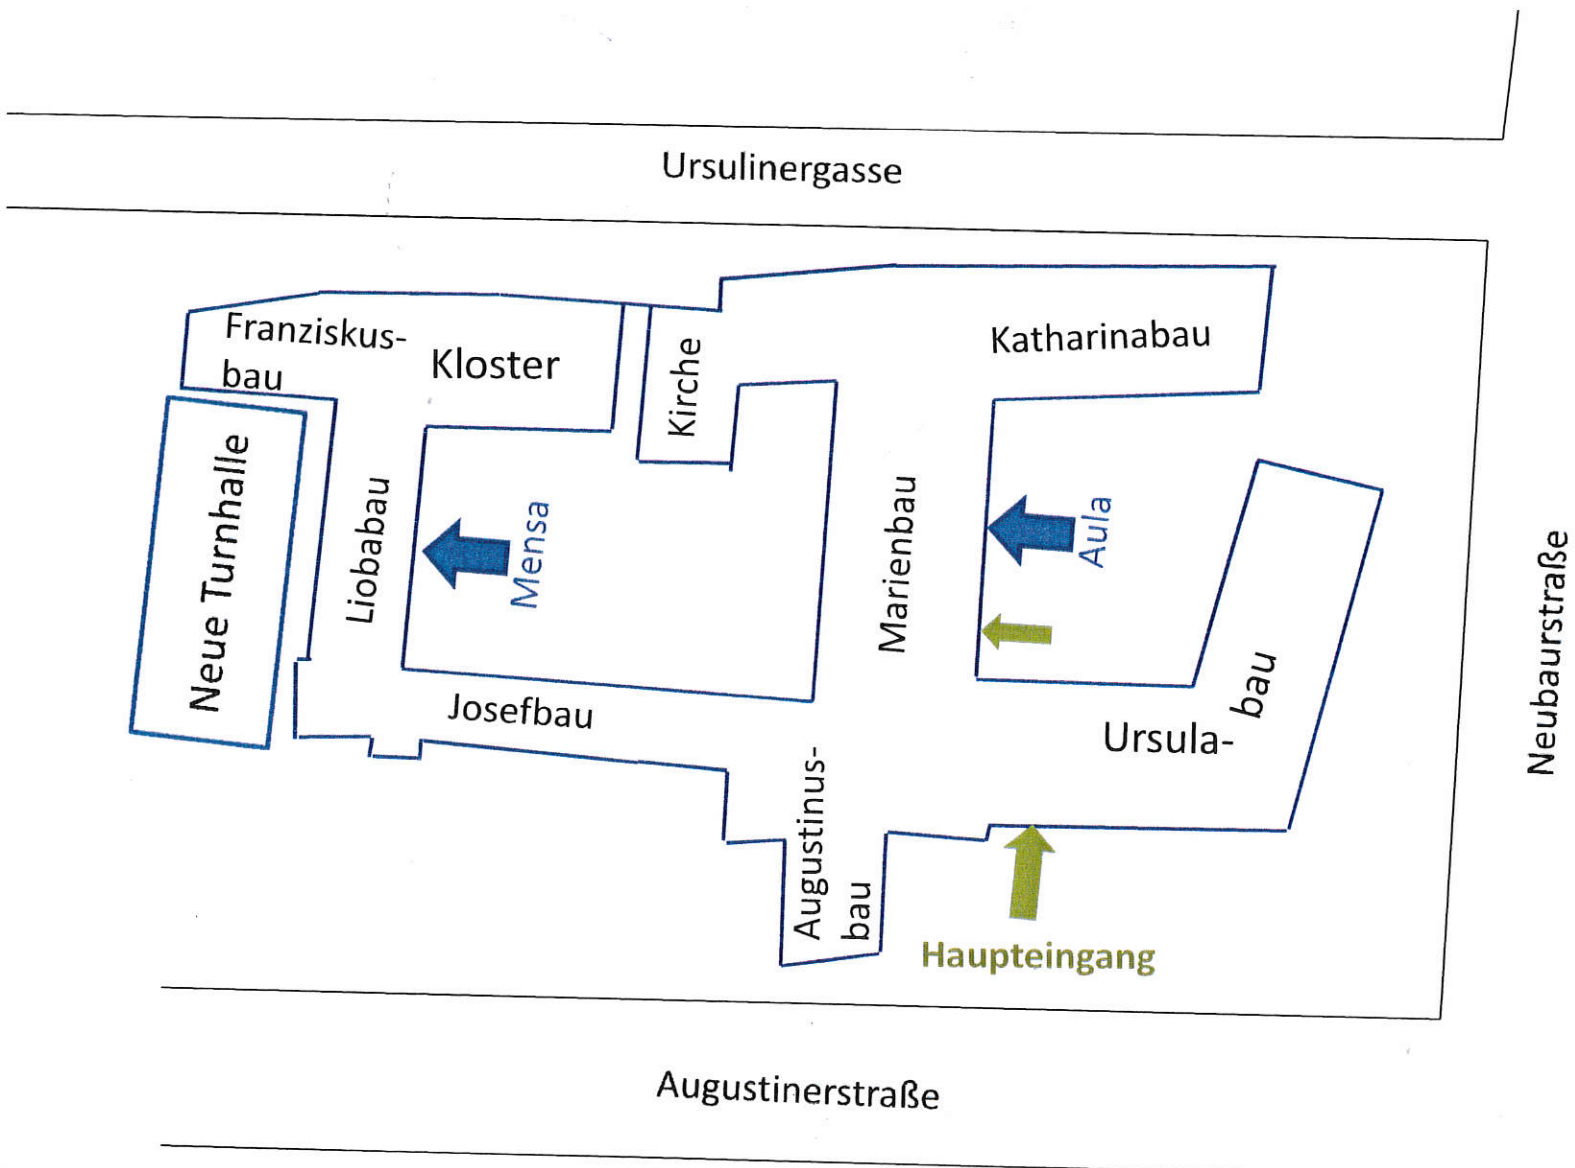 Ursulinergasse
Franziskus-
bau
Kloster
Kirche
Katharinabau
Neue Turnhalle
Liobabau
Mensa
Marienbau
Aula
Josefbau
Ursula-
bau
Augustinus-
bau
Haupteingang
Neubaurstraße
Augustinerstraße